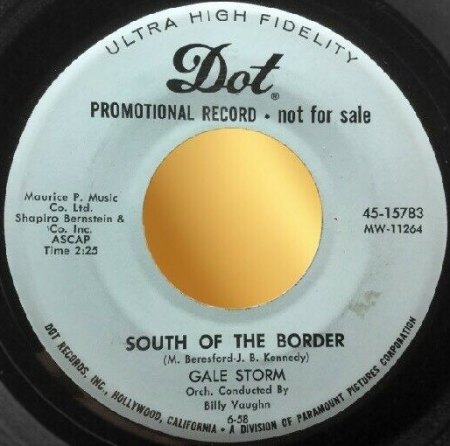 ULTRA HIGH FIDELITY
Dot®
PROMOTIONAL RECORD • not for sale
Maurice P. Music
Co. Ltd.
Shapiro Bernstein &
Co. Inc.
ASCAP
Time 2:25
45-15783
MW-11264
SOUTH OF THE BORDER
(M. Beresford-J. B. Kennedy)
GALE STORM
Orch. Conducted By
Billy Vaughn
6-58
DOT RECORDS, INC., HOLLYWOOD, CALIFORNIA • A DIVISION OF PARAMOUNT PICTURES CORPORATION